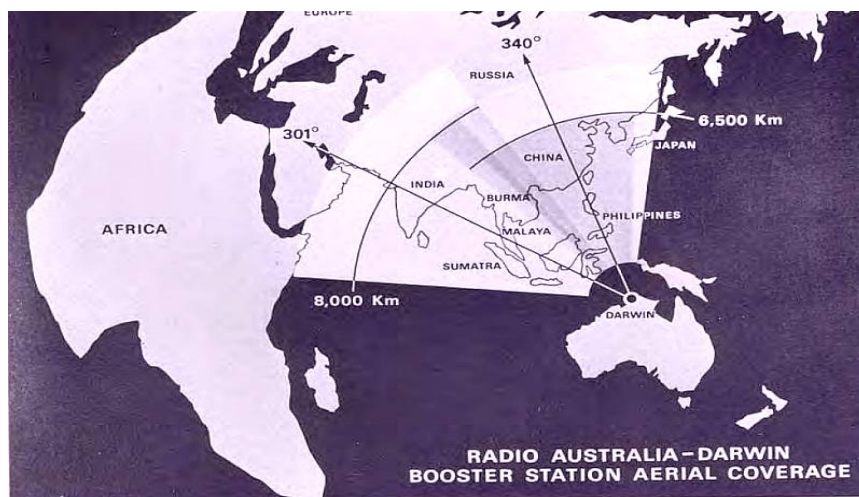 EUROPE
340°
RUSSIA
6,500 Km
301°
CHINA
JAPAN
INDIA
BURMA
AFRICA
PHILIPPINES
MALAYA
SUMATRA
8,000 Km
DARWIN
RADIO AUSTRALIA–DARWIN
BOOSTER STATION AERIAL COVERAGE